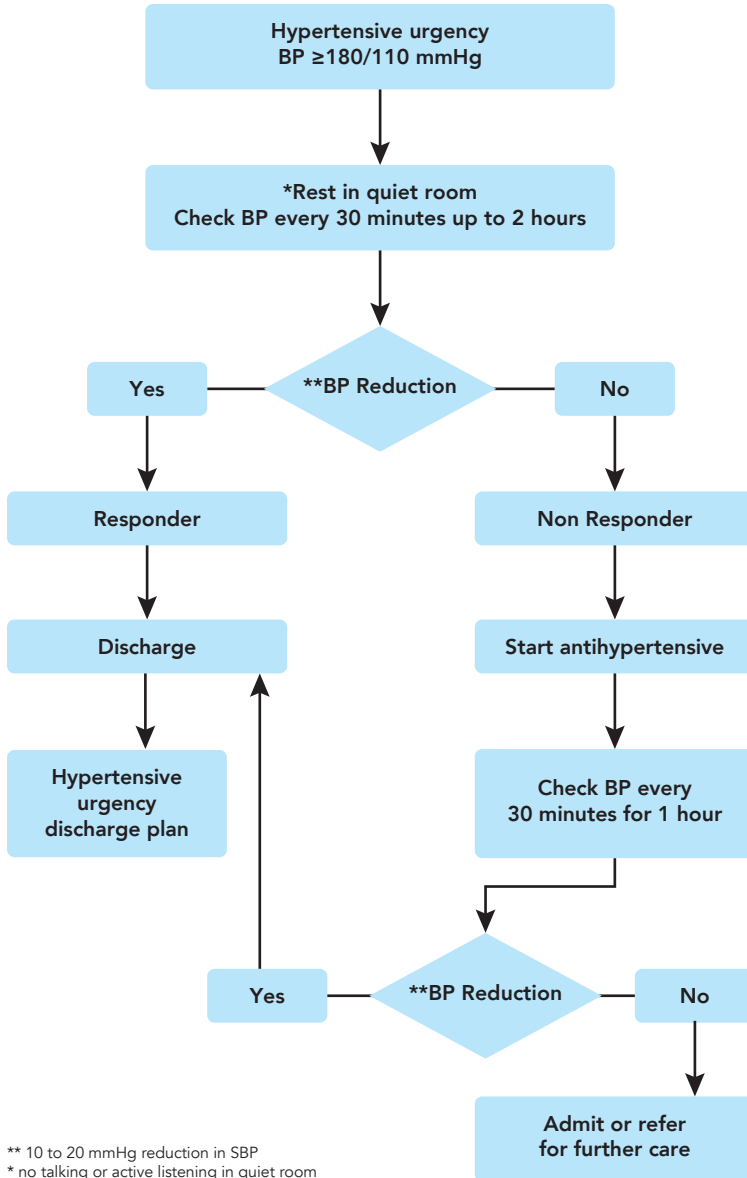 Hypertensive urgency
BP ≥180/110 mmHg
*Rest in quiet room
Check BP every 30 minutes up to 2 hours
**BP Reduction
Yes
No
Responder
Non Responder
Discharge
Start antihypertensive
Hypertensive
urgency
discharge plan
Check BP every
30 minutes for 1 hour
**BP Reduction
Yes
No
Admit or refer
for further care
** 10 to 20 mmHg reduction in SBP
* no talking or active listening in quiet room